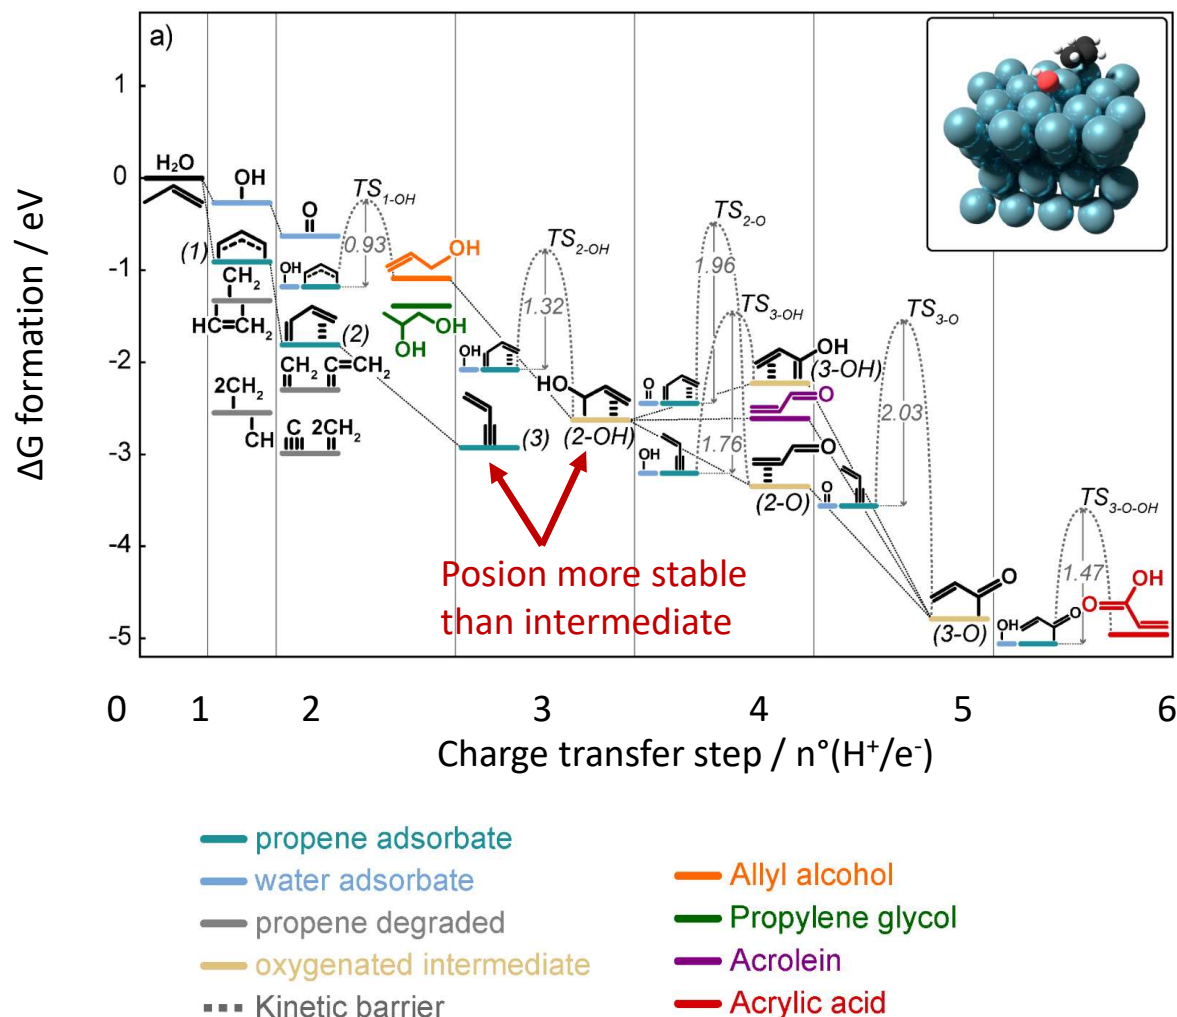 a)
1
0
-1
-2
-3
-4
-5
ΔG formation / eV
H₂O
OH
O
(1)
CH₂
HC=CH₂
2CH₂
CH
OH
(2)
CH₂ C=CH₂
C 2CH₂
TS₁₋OH
0.93
OH
OH
OH
TS₂₋OH
1.32
OH
(3)
HO
(2-OH)
TS₂₋O
1.96
TS₃₋OH
1.76
O
OH
OH
(3-OH)
O
O
(2-O)
TS₃₋O
2.03
O
O
(3-O)
TS₃₋O₋OH
1.47
OH
O
OH
O
Posion more stable
than intermediate
0 1 2 3 4 5 6
Charge transfer step / n°(H⁺/e⁻)
propene adsorbate
water adsorbate
propene degraded
oxygenated intermediate
Kinetic barrier
Allyl alcohol
Propylene glycol
Acrolein
Acrylic acid